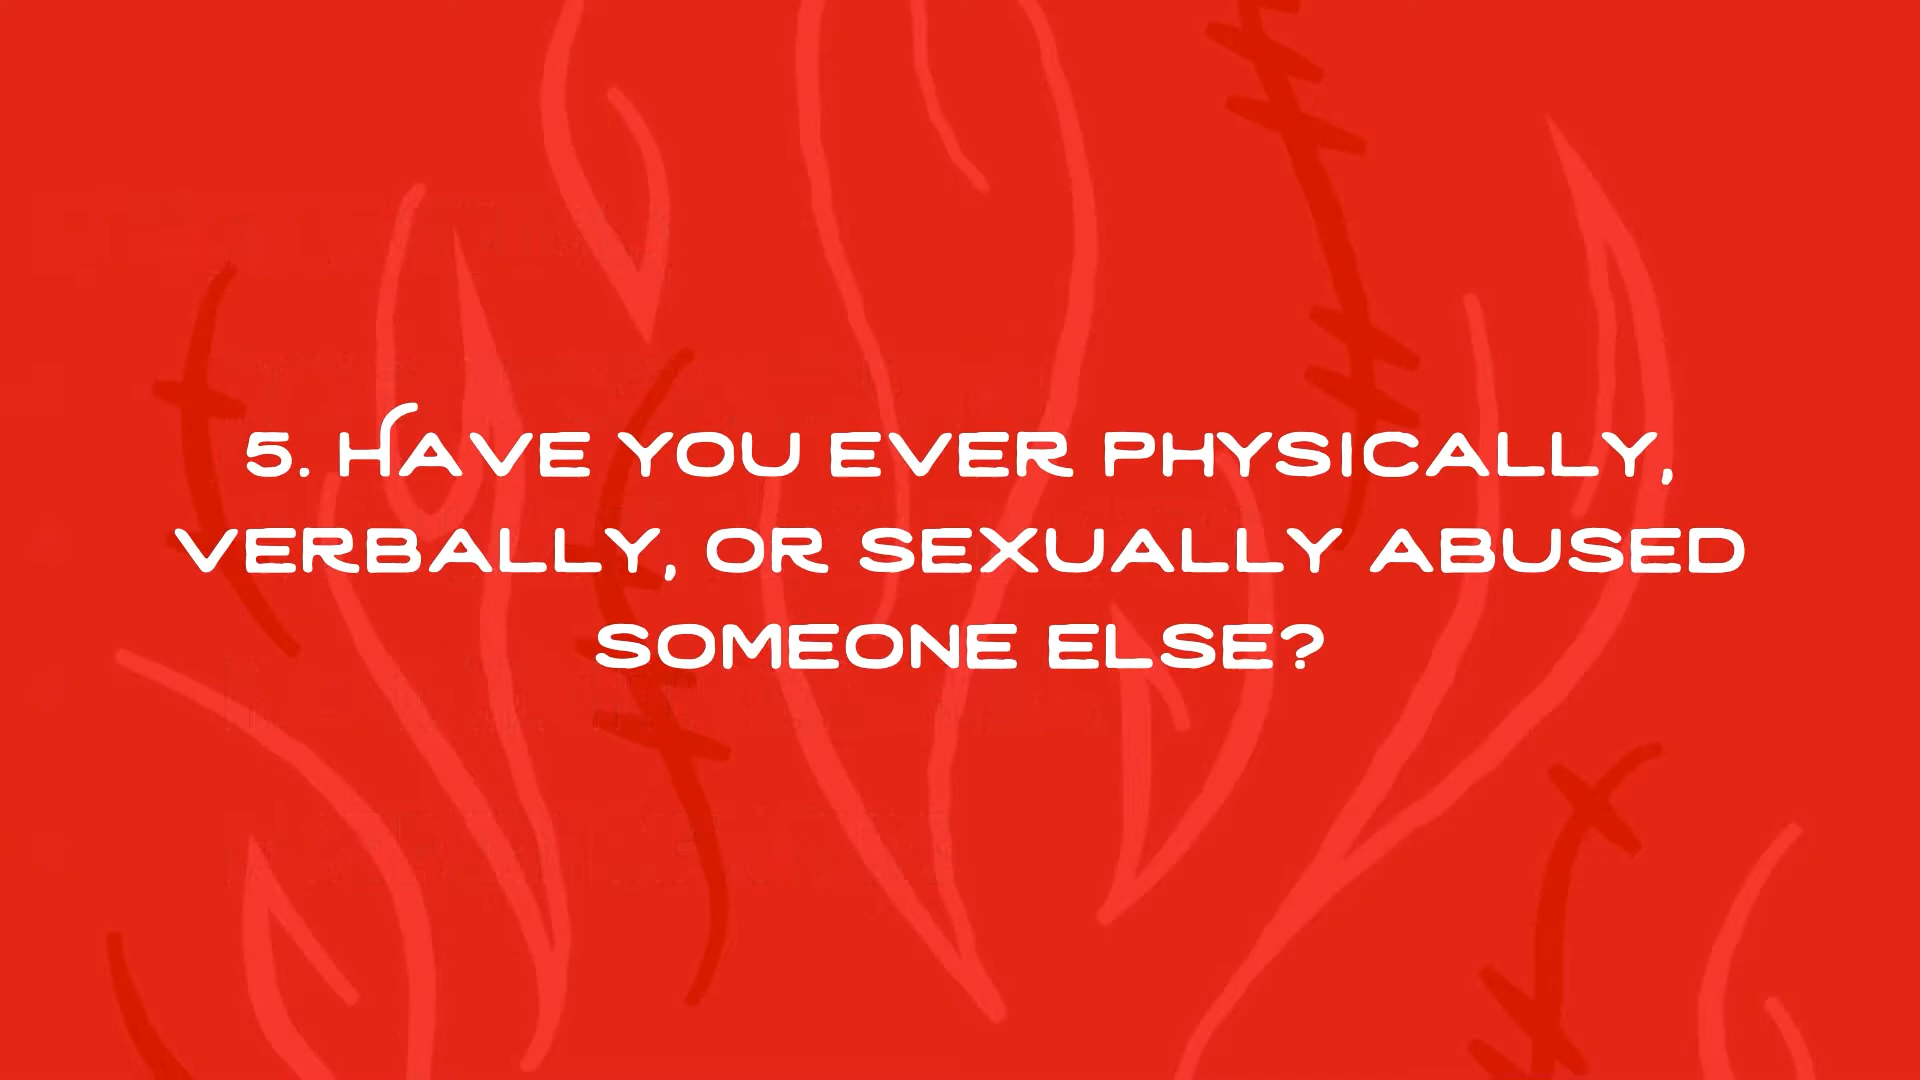 5. HAVE YOU EVER PHYSICALLY,
VERBALLY, OR SEXUALLY ABUSED
SOMEONE ELSE?